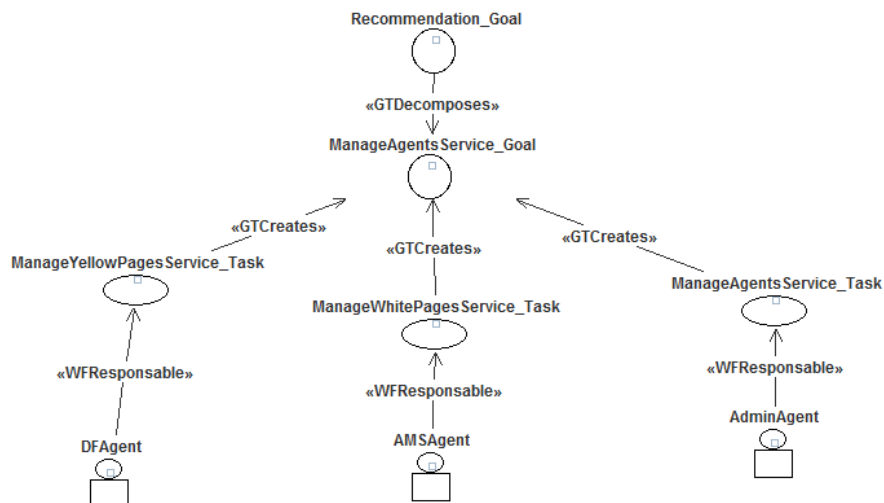 Recommendation_Goal
«GTDecomposes»
ManageAgentsService_Goal
«GTCreates»
«GTCreates»
«GTCreates»
ManageYellowPagesService_Task
ManageWhitePagesService_Task
ManageAgentsService_Task
«WFResponsable»
«WFResponsable»
«WFResponsable»
DFAgent
AMSAgent
AdminAgent